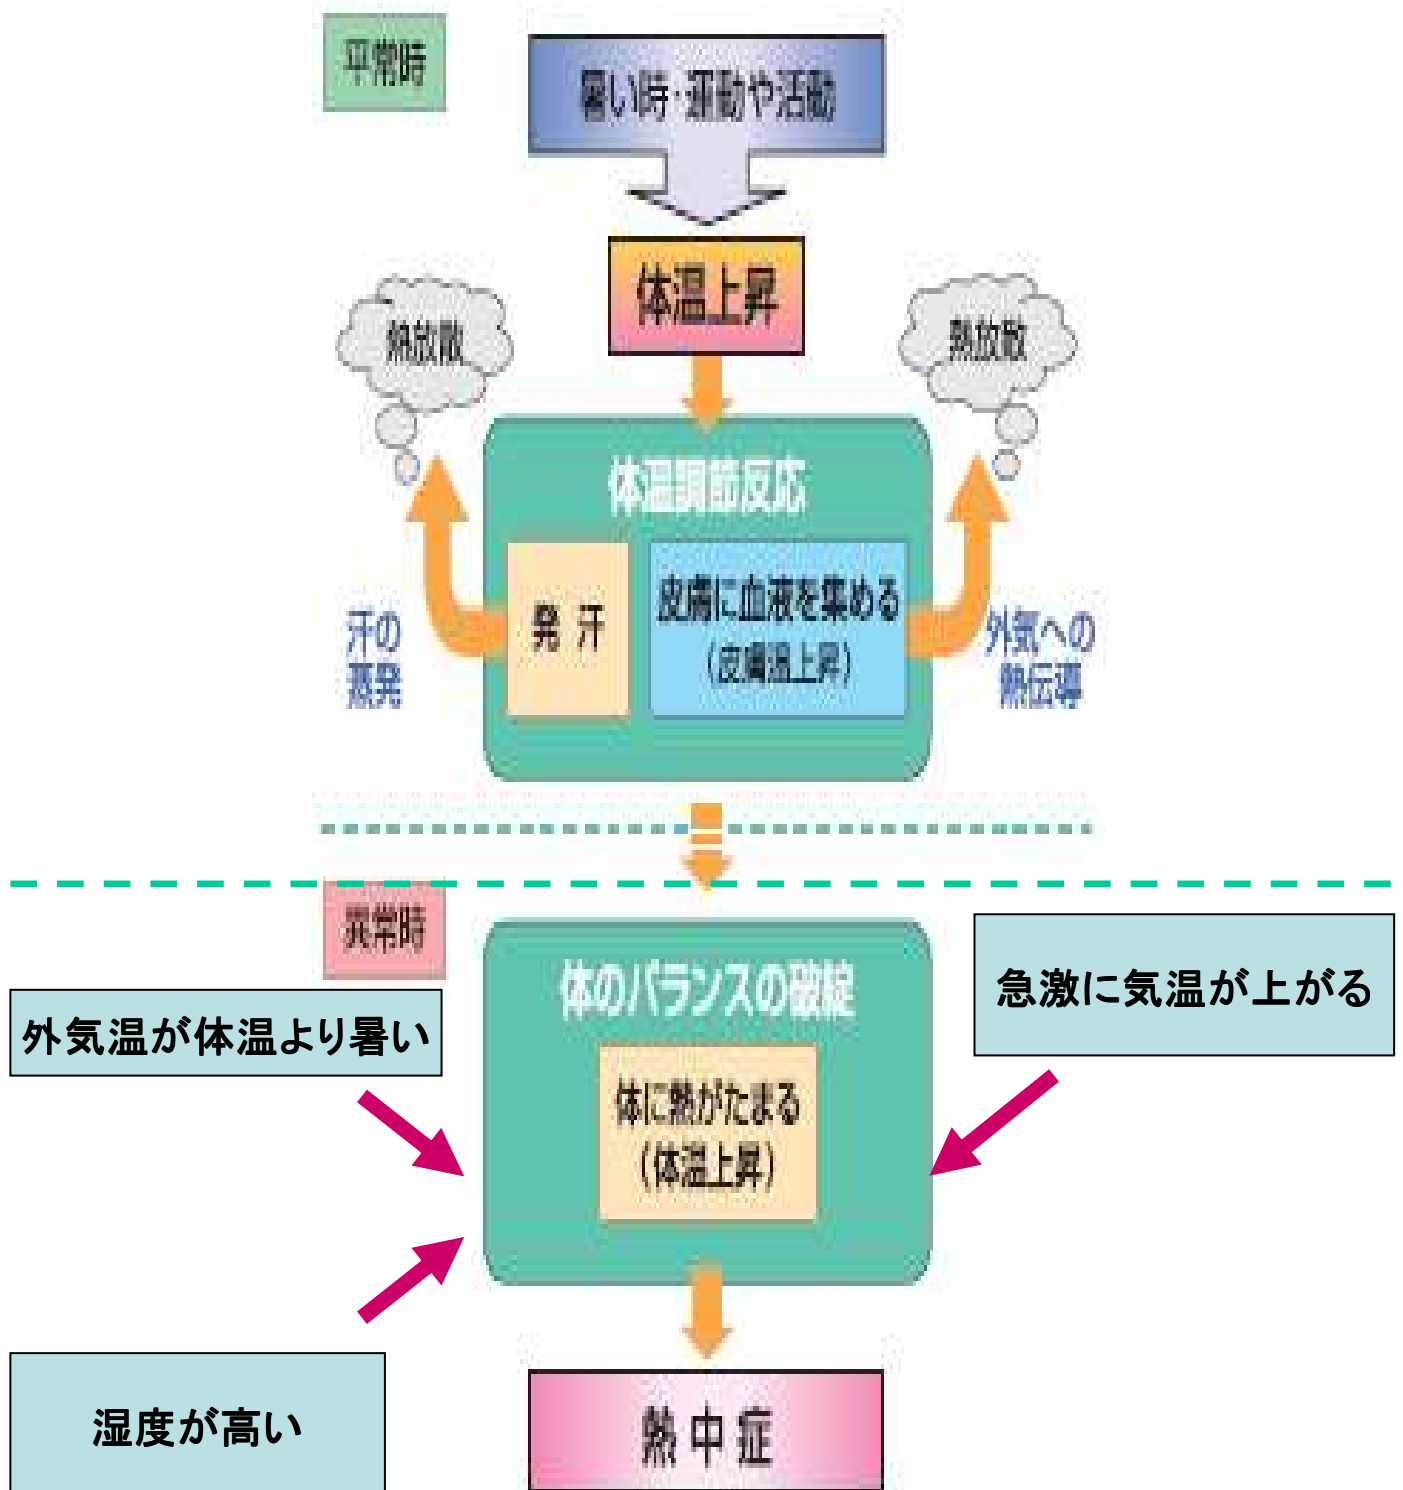 平常時
暑い時・運動や活動
体温上昇
熱放散
熱放散
体温調節反応
発 汗
皮膚に血液を集める
（皮膚温上昇）
汗の
蒸発
外気への
熱伝導
異常時
体のバランスの破綻
急激に気温が上がる
外気温が体温より暑い
体に熱がたまる
（体温上昇）
湿度が高い
熱 中 症